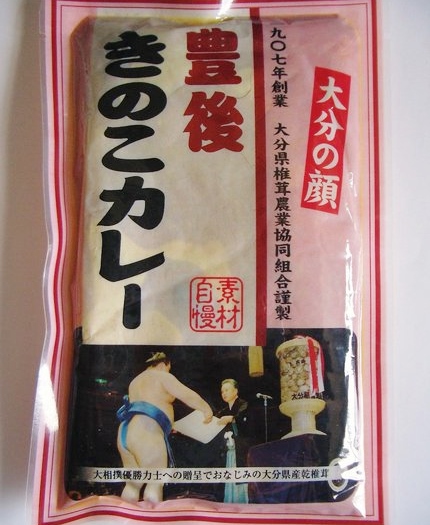 大分の顔
九〇七年創業 大分県椎茸農業協同組合謹製
豊後
きのこカレー
素材
自慢
大相撲優勝力士への贈呈でおなじみの大分県産乾椎茸